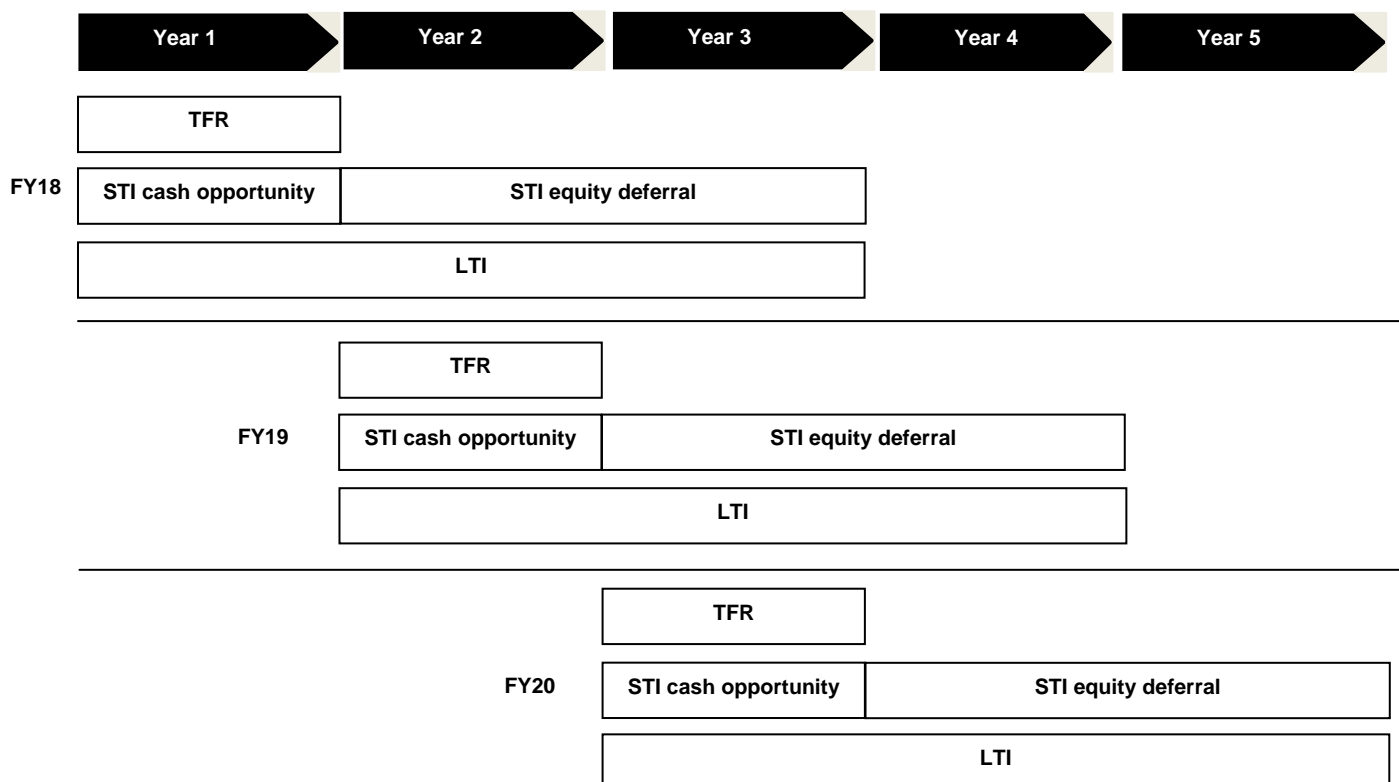 Year 1 Year 2 Year 3 Year 4 Year 5
TFR
FY18 STI cash opportunity STI equity deferral
LTI
TFR
FY19 STI cash opportunity STI equity deferral
LTI
TFR
FY20 STI cash opportunity STI equity deferral
LTI